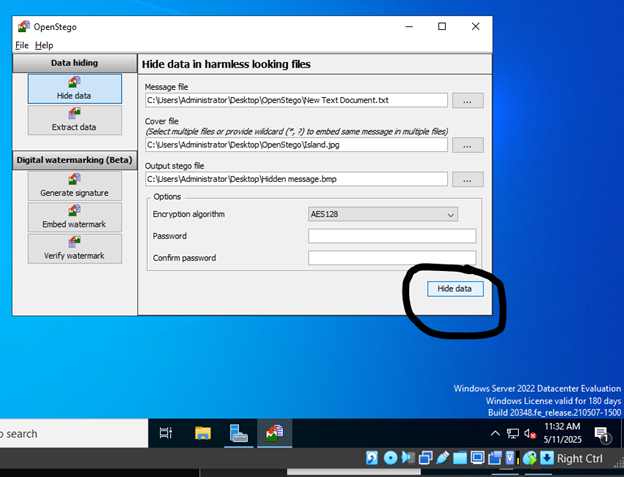 OpenStego
File Help
Data hiding
Hide data
Extract data
Digital watermarking (Beta)
Generate signature
Embed watermark
Verify watermark
Hide data in harmless looking files
Message file
C:\Users\Administrator\Desktop\OpenStego\New Text Document.txt
...
Cover file
(Select multiple files or provide wildcard (*, ?) to embed same message in multiple files)
C:\Users\Administrator\Desktop\OpenStego\Island.jpg
...
Output stego file
C:\Users\Administrator\Desktop\Hidden message.bmp
...
Options
Encryption algorithm AES128
Password
Confirm password
Hide data
Windows Server 2022 Datacenter Evaluation
Windows License valid for 180 days
Build 20348.fe_release.210507-1500
o search
11:32 AM
5/11/2025
1
Right Ctrl